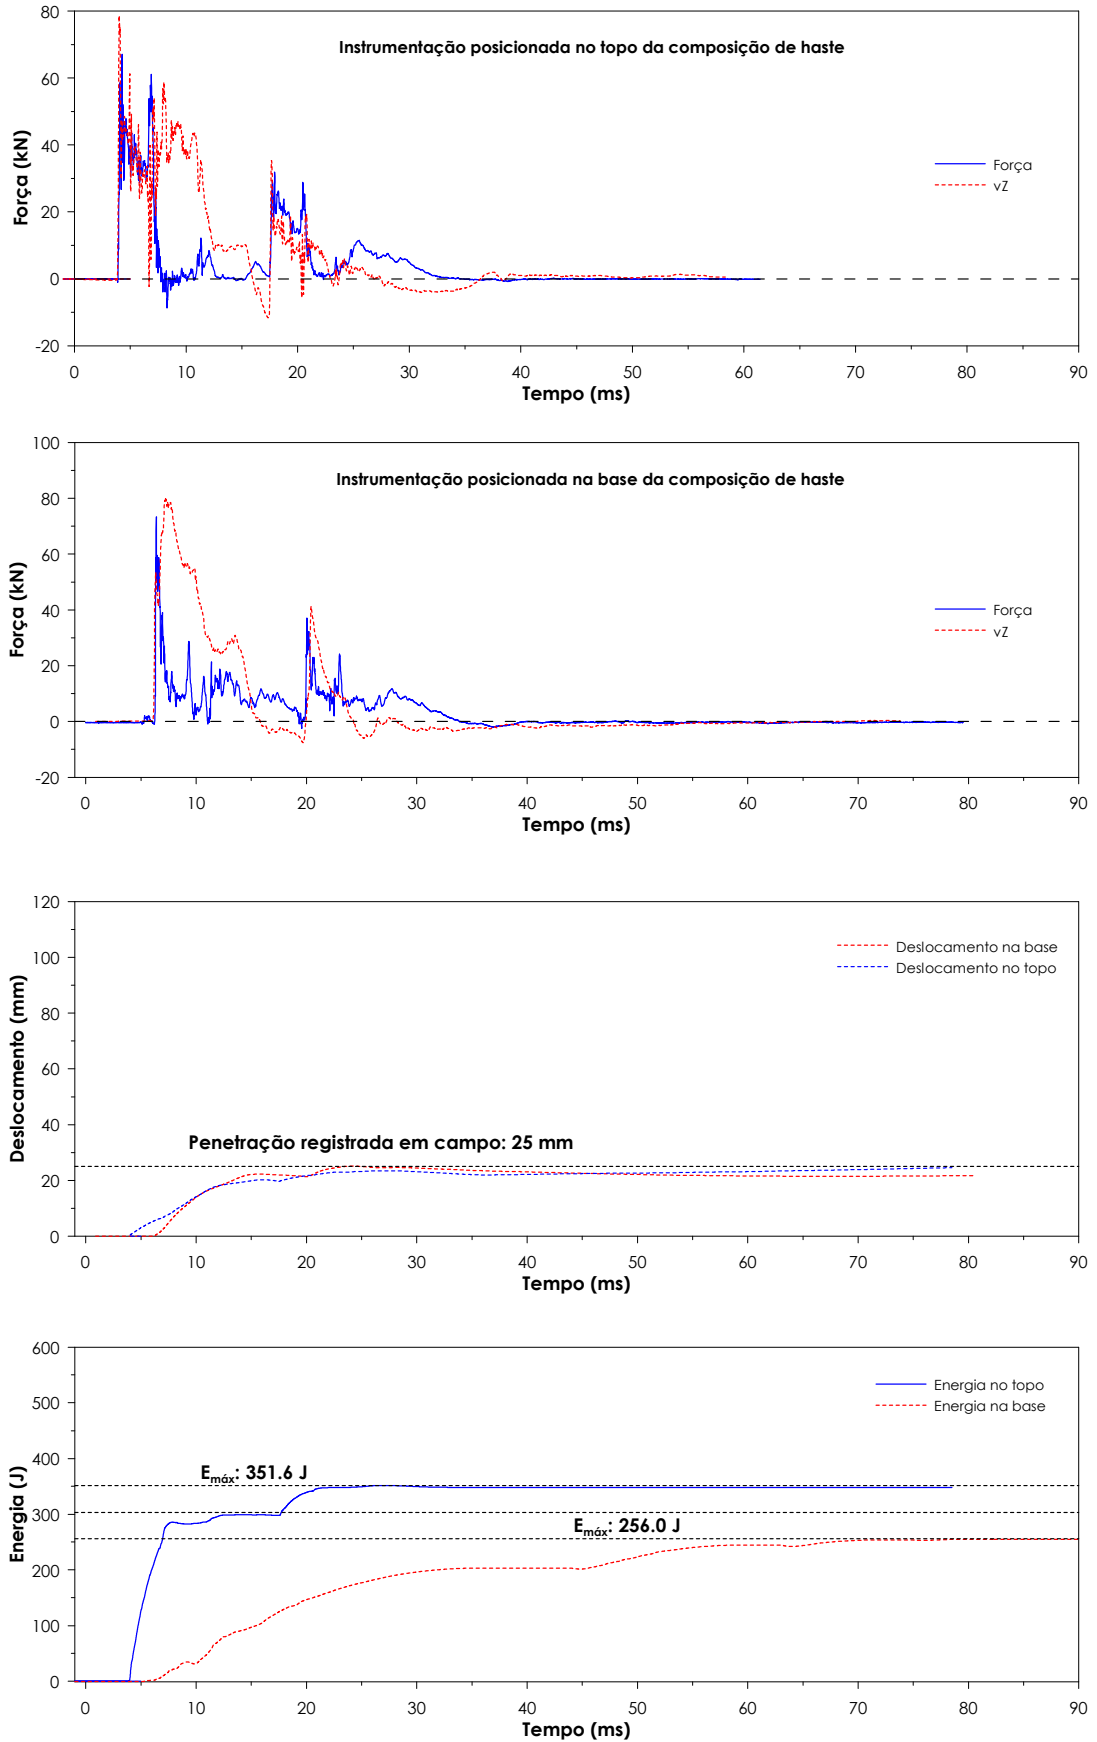 80
Instrumentação posicionada no topo da composição de haste
60
40
Força (kN)
Força
vZ
20
0
-20
0 10 20 30 40 50 60 70 80 90
Tempo (ms)
100
80
Instrumentação posicionada na base da composição de haste
60
40
Força (kN)
Força
vZ
20
0
-20
0 10 20 30 40 50 60 70 80 90
Tempo (ms)
120
100
Deslocamento na base
Deslocamento no topo
80
60
Deslocamento (mm)
40
Penetração registrada em campo: 25 mm
20
0
0 10 20 30 40 50 60 70 80 90
Tempo (ms)
600
Energia no topo
Energia na base
500
400
Emáx: 351.6 J
300
Energia (J)
Emáx: 256.0 J
200
100
0
0 10 20 30 40 50 60 70 80 90
Tempo (ms)